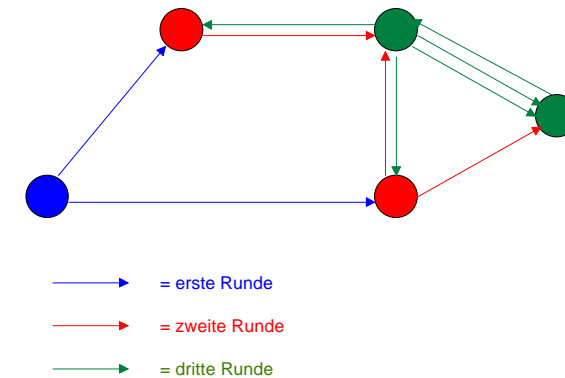 = erste Runde
= zweite Runde
= dritte Runde